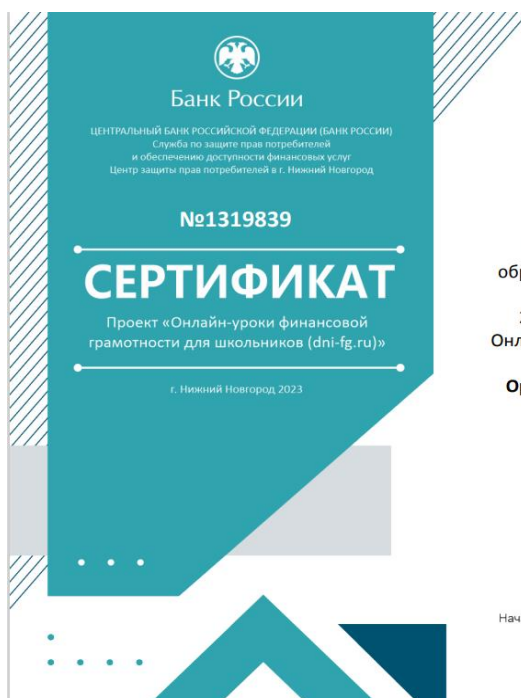 Банк России
ЦЕНТРАЛЬНЫЙ БАНК РОССИЙСКОЙ ФЕДЕРАЦИИ (БАНК РОССИИ)
Служба по защите прав потребителей
и обеспечению доступности финансовых услуг
Центр защиты прав потребителей в г. Нижний Новгород
№1319839
СЕРТИФИКАТ
Проект «Онлайн-уроки финансовой
грамотности для школьников (dni-fg.ru)»
г. Нижний Новгород 2023